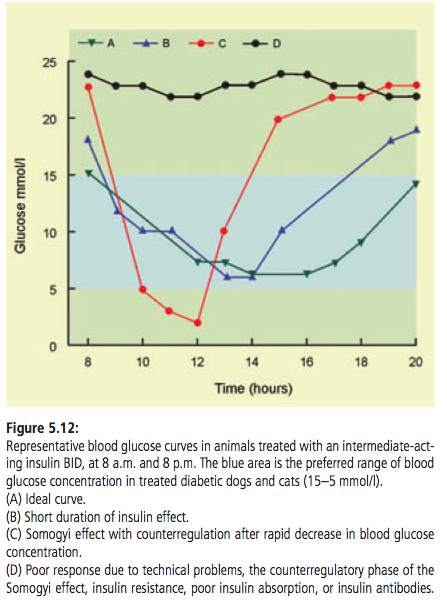 A B C D
25
20
15
10
5
0
Glucose mmol/l
8 10 12 14 16 18 20
Time (hours)
Figure 5.12:
Representative blood glucose curves in animals treated with an intermediate-act-
ing insulin BID, at 8 a.m. and 8 p.m. The blue area is the preferred range of blood
glucose concentration in treated diabetic dogs and cats (15–5 mmol/l).
(A) Ideal curve.
(B) Short duration of insulin effect.
(C) Somogyi effect with counterregulation after rapid decrease in blood glucose
concentration.
(D) Poor response due to technical problems, the counterregulatory phase of the
Somogyi effect, insulin resistance, poor insulin absorption, or insulin antibodies.